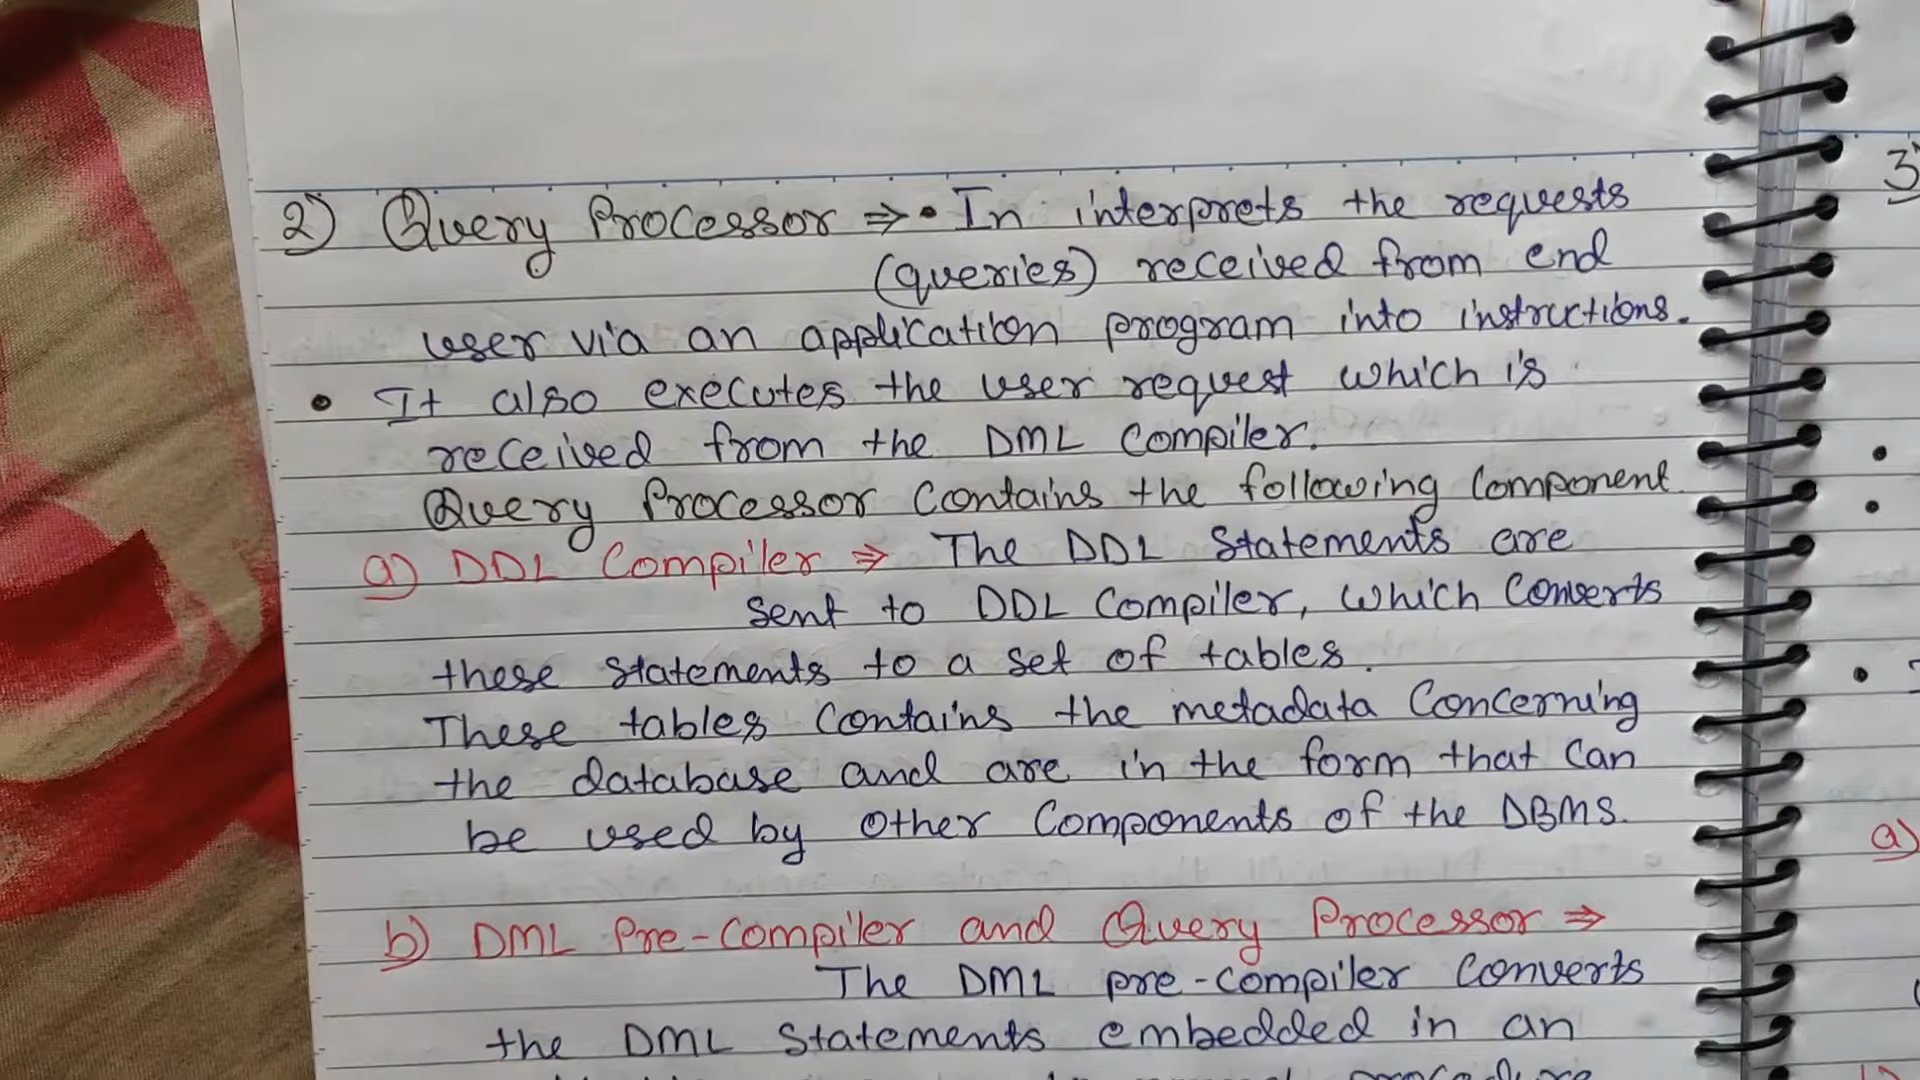 2) Query Processor ⇒ • In interprets the requests
(queries) received from end
user via an application program into instructions.
• It also executes the user request which is
received from the DML Compiler.
Query Processor Contains the following Component
a) DDL Compiler ⇒ The DDL Statements are
Sent to DDL Compiler, which Converts
these statements to a set of tables.
These tables Contains the metadata Concerning
the database and are in the form that Can
be used by other Components of the DBMS.
b) DML Pre-Compiler and Query Processor ⇒
The DML pre-compiler Converts
the DML Statements embedded in an
3)
a)